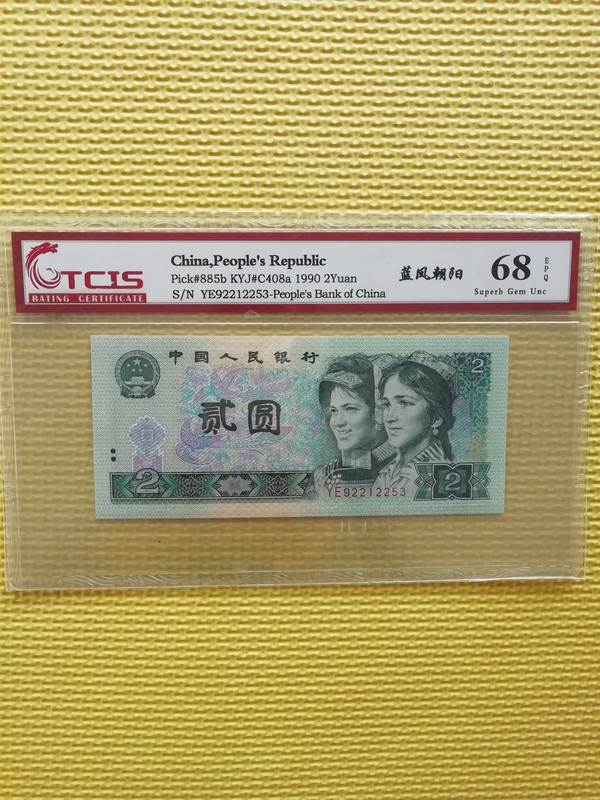 TCIS
RATING CERTIFICATE
China,People's Republic
Pick#885b KYJ#C408a 1990 2Yuan
S/N YE92212253-People's Bank of China
蓝凤朝阳
68
EPQ
Superb Gem Unc
中国人民银行
2
贰圆
2
2
YE92212253